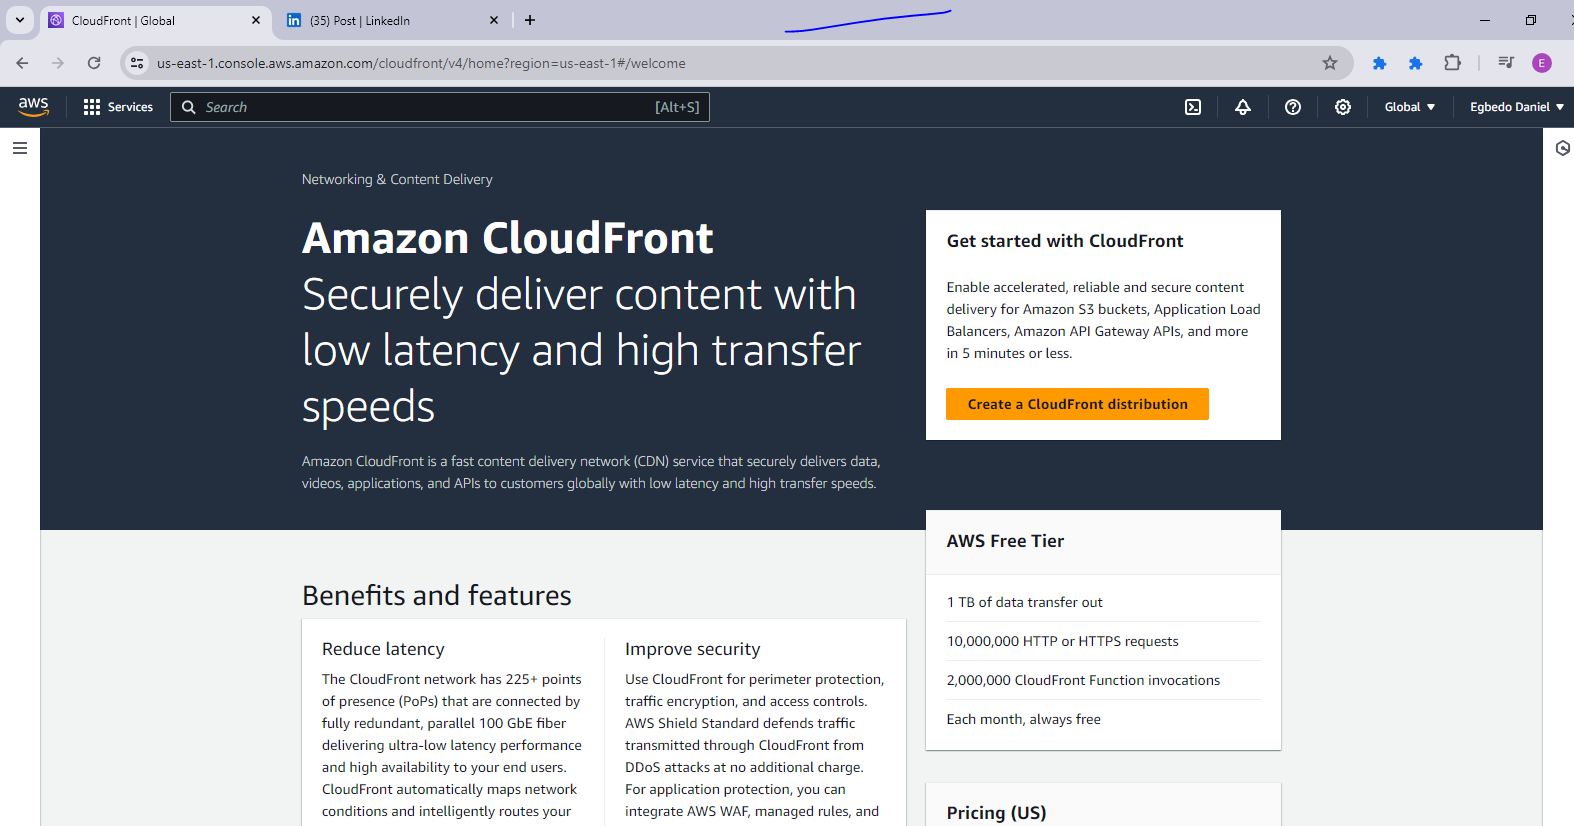 CloudFront | Global
(35) Post | LinkedIn
us-east-1.console.aws.amazon.com/cloudfront/v4/home?region=us-east-1#/welcome
E
aws
Services
Search
[Alt+S]
Global
Egbedo Daniel
Networking & Content Delivery
Amazon CloudFront
Securely deliver content with
low latency and high transfer
speeds
Amazon CloudFront is a fast content delivery network (CDN) service that securely delivers data,
videos, applications, and APIs to customers globally with low latency and high transfer speeds.
Get started with CloudFront
Enable accelerated, reliable and secure content
delivery for Amazon S3 buckets, Application Load
Balancers, Amazon API Gateway APIs, and more
in 5 minutes or less.
Create a CloudFront distribution
AWS Free Tier
1 TB of data transfer out
10,000,000 HTTP or HTTPS requests
2,000,000 CloudFront Function invocations
Each month, always free
Benefits and features
Reduce latency
The CloudFront network has 225+ points
of presence (PoPs) that are connected by
fully redundant, parallel 100 GbE fiber
delivering ultra-low latency performance
and high availability to your end users.
CloudFront automatically maps network
conditions and intelligently routes your
Improve security
Use CloudFront for perimeter protection,
traffic encryption, and access controls.
AWS Shield Standard defends traffic
transmitted through CloudFront from
DDoS attacks at no additional charge.
For application protection, you can
integrate AWS WAF, managed rules, and
Pricing (US)